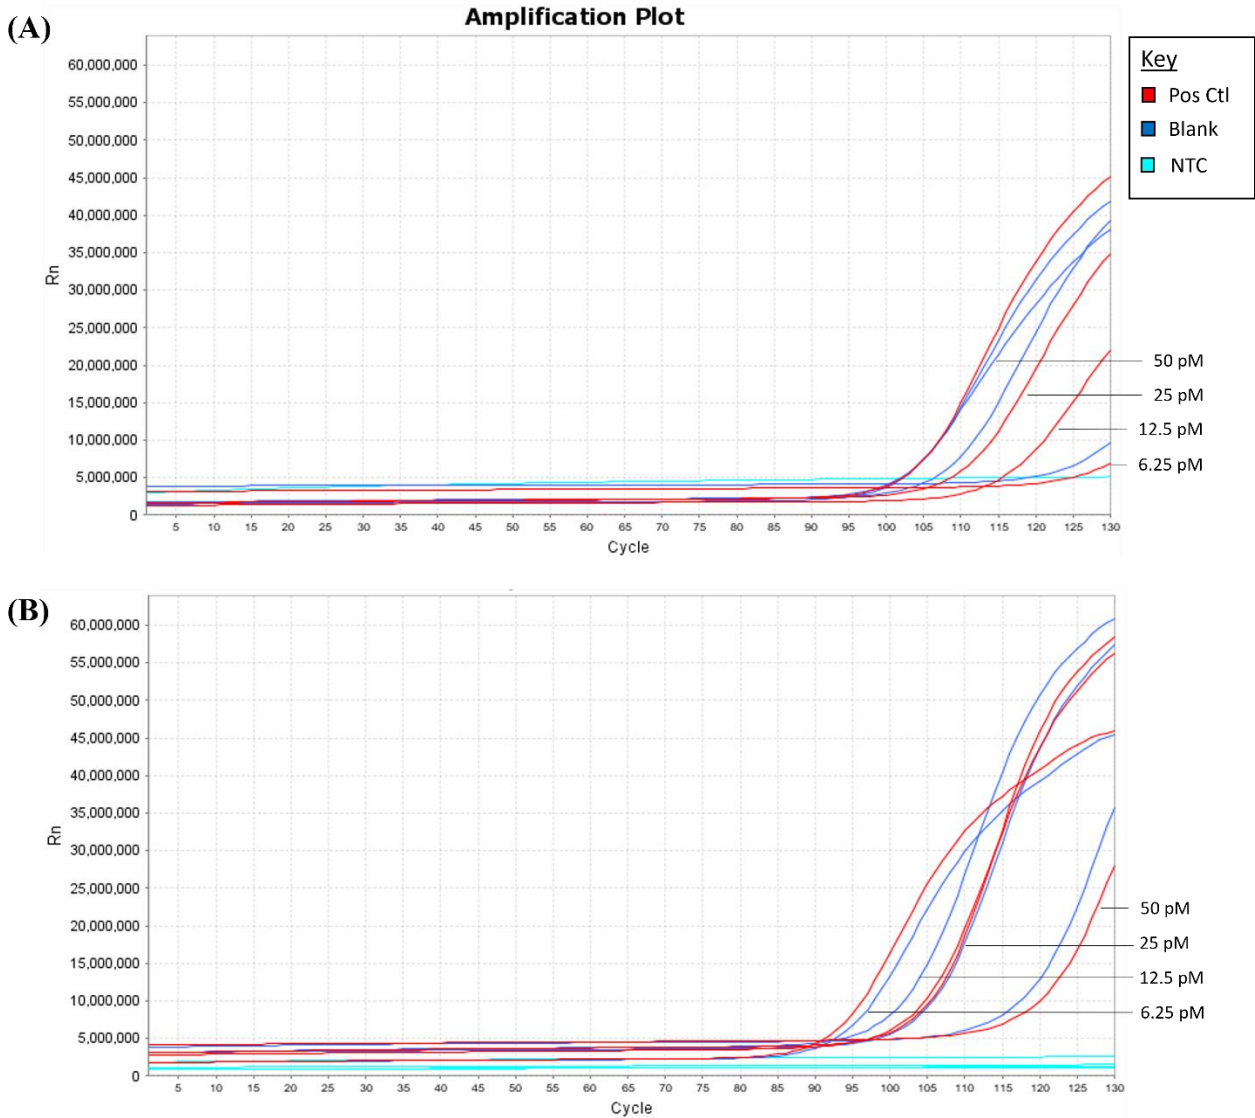 (A)
Amplification Plot
60,000,000
55,000,000
50,000,000
45,000,000
40,000,000
35,000,000
30,000,000
25,000,000
20,000,000
15,000,000
10,000,000
5,000,000
0
Rn
5 10 15 20 25 30 35 40 45 50 55 60 65 70 75 80 85 90 95 100 105 110 115 120 125 130
Cycle
50 pM
25 pM
12.5 pM
6.25 pM
Key
Pos Ctl
Blank
NTC
(B)
60,000,000
55,000,000
50,000,000
45,000,000
40,000,000
35,000,000
30,000,000
25,000,000
20,000,000
15,000,000
10,000,000
5,000,000
0
Rn
5 10 15 20 25 30 35 40 45 50 55 60 65 70 75 80 85 90 95 100 105 110 115 120 125 130
Cycle
50 pM
25 pM
12.5 pM
6.25 pM